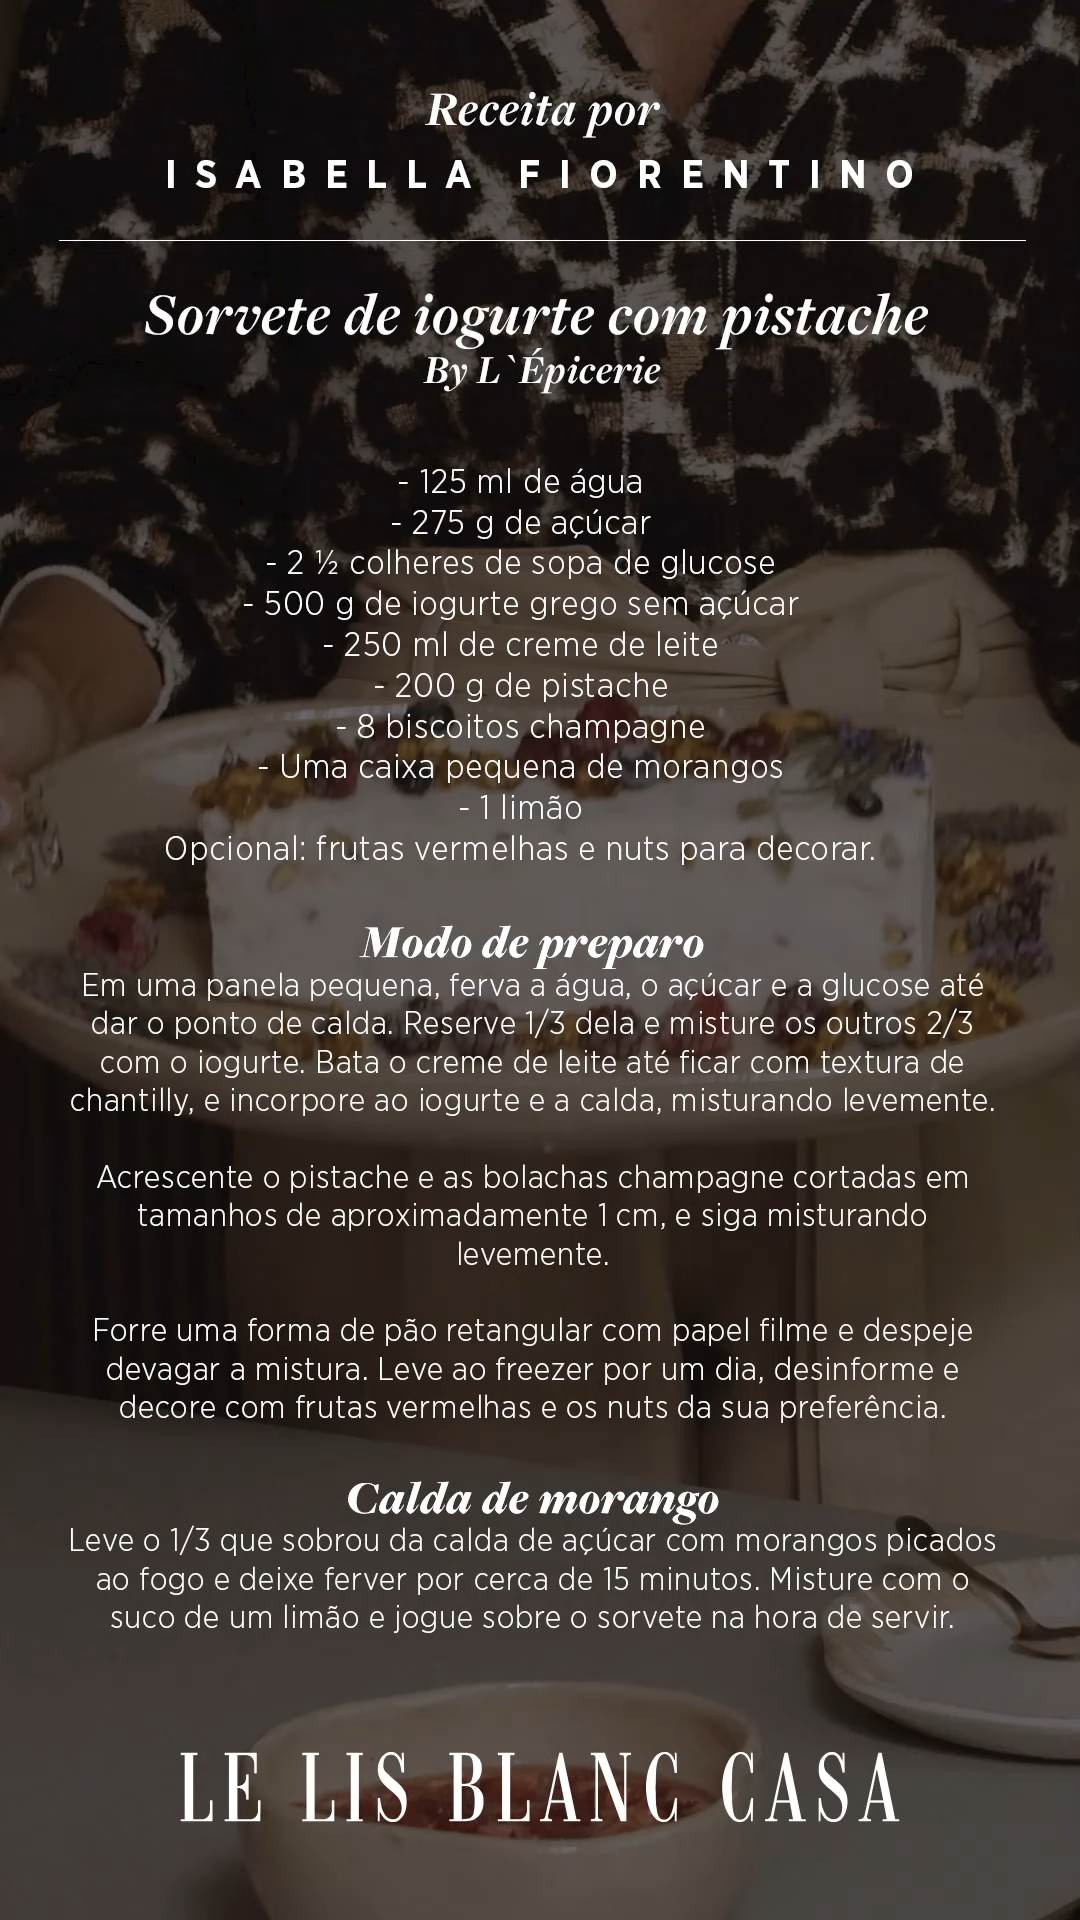 Receita por
ISABELLA FIORENTINO
Sorvete de iogurte com pistache
By L`Épicerie
- 125 ml de água
- 275 g de açúcar
- 2 ½ colheres de sopa de glucose
- 500 g de iogurte grego sem açúcar
- 250 ml de creme de leite
- 200 g de pistache
- 8 biscoitos champagne
- Uma caixa pequena de morangos
- 1 limão
Opcional: frutas vermelhas e nuts para decorar.
Modo de preparo
Em uma panela pequena, ferva a água, o açúcar e a glucose até
dar o ponto de calda. Reserve 1/3 dela e misture os outros 2/3
com o iogurte. Bata o creme de leite até ficar com textura de
chantilly, e incorpore ao iogurte e a calda, misturando levemente.
Acrescente o pistache e as bolachas champagne cortadas em
tamanhos de aproximadamente 1 cm, e siga misturando
levemente.
Forre uma forma de pão retangular com papel filme e despeje
devagar a mistura. Leve ao freezer por um dia, desinforme e
decore com frutas vermelhas e os nuts da sua preferência.
Calda de morango
Leve o 1/3 que sobrou da calda de açúcar com morangos picados
ao fogo e deixe ferver por cerca de 15 minutos. Misture com o
suco de um limão e jogue sobre o sorvete na hora de servir.
LE LIS BLANC CASA